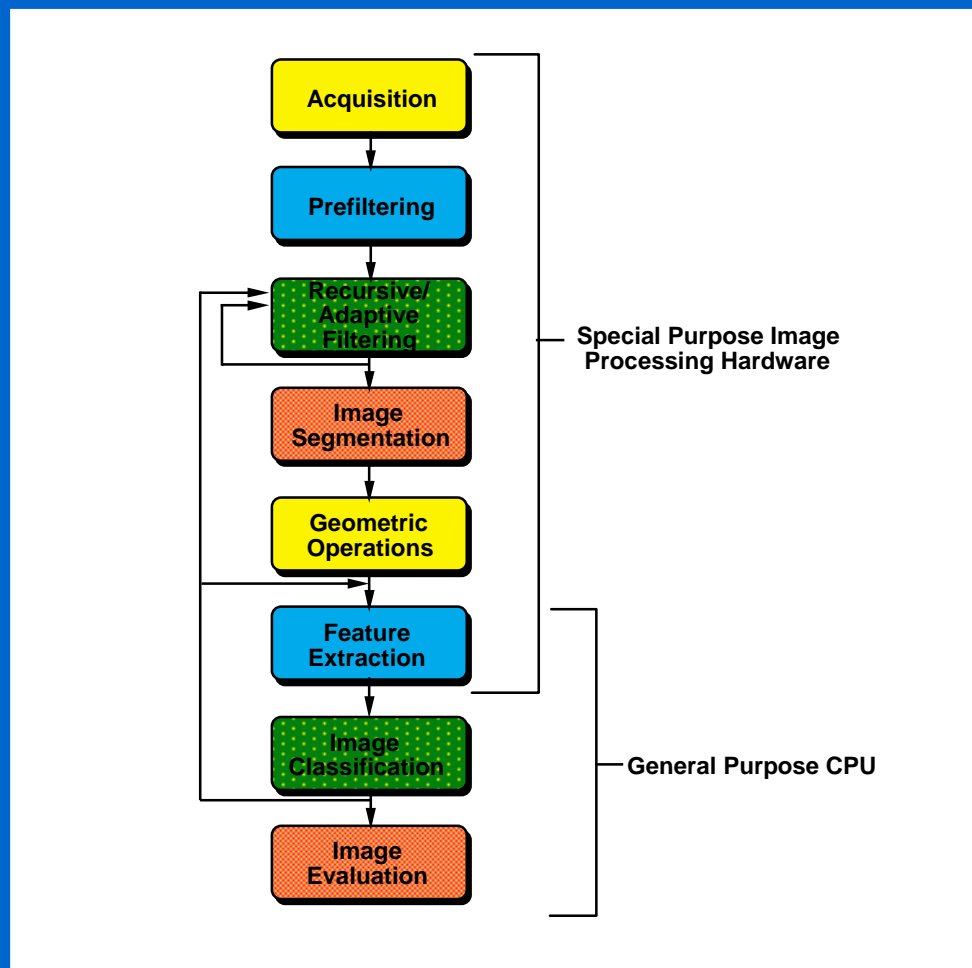 Acquisition
Prefiltering
Recursive/
Adaptive
Filtering
Special Purpose Image
Processing Hardware
Image
Segmentation
Geometric
Operations
Feature
Extraction
Image
Classification
General Purpose CPU
Image
Evaluation